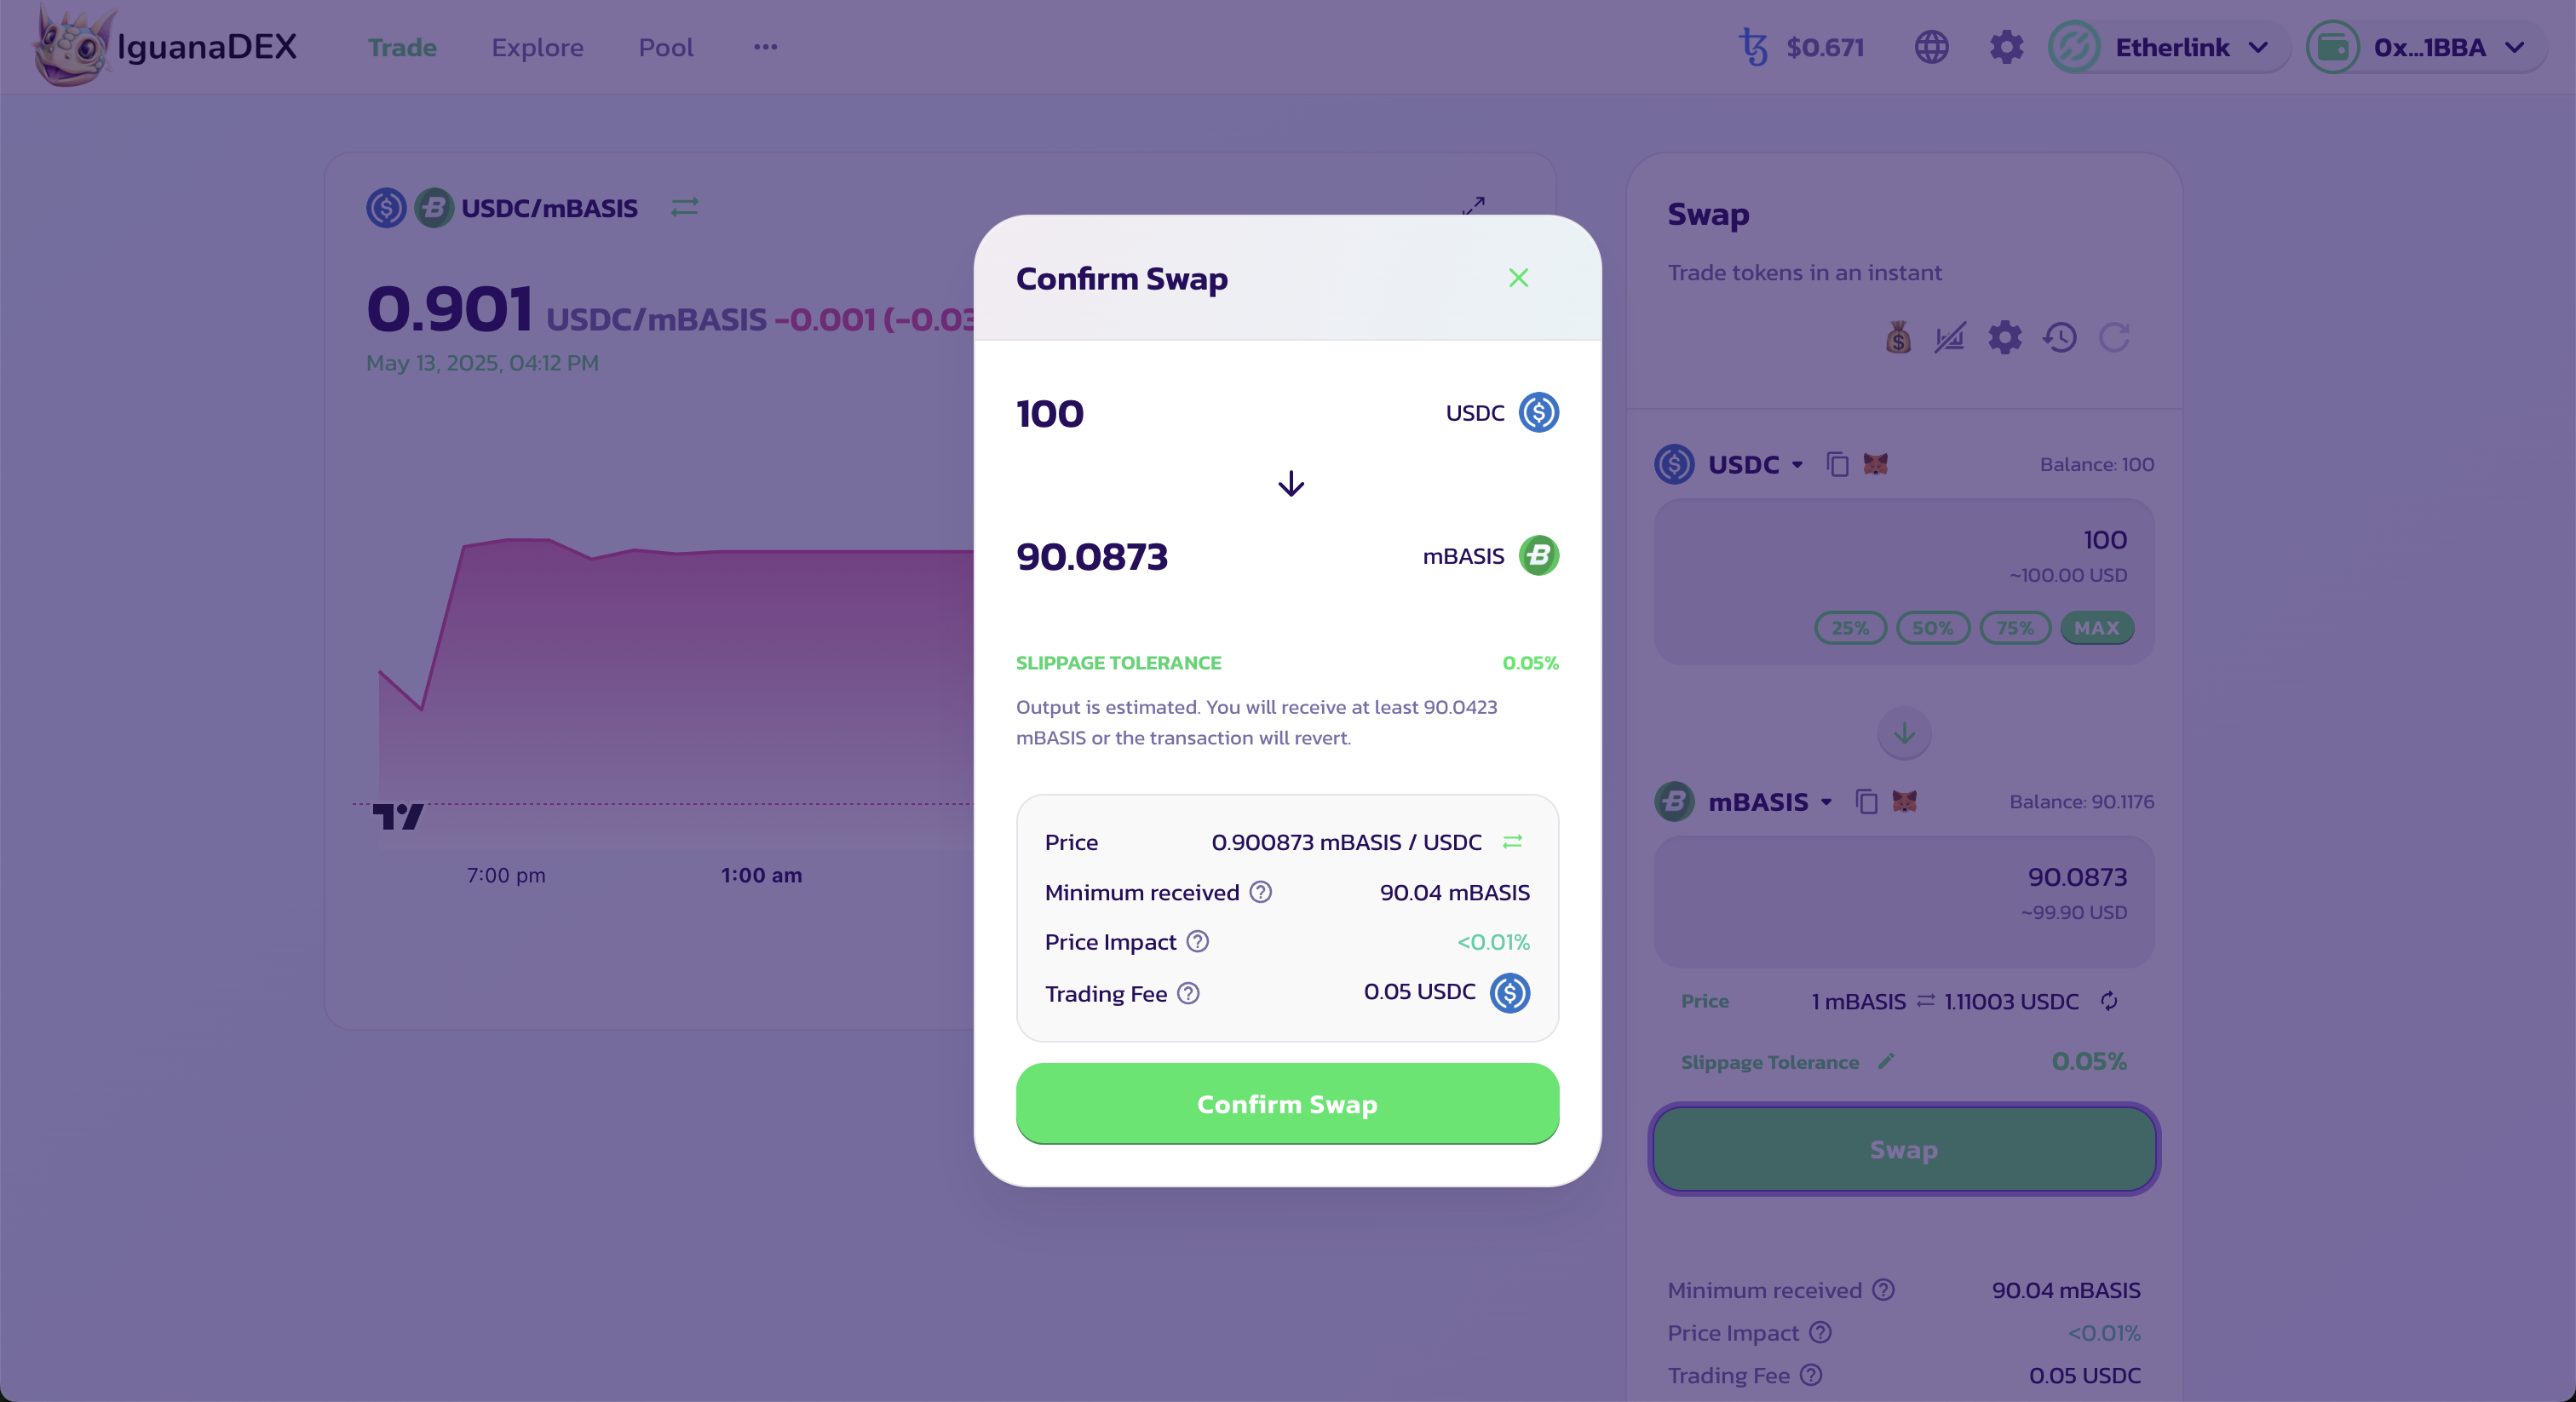 IguanaDEX
Trade Explore Pool ...
$0.671 Etherlink 0x...1BBA
USDC/mBASIS
0.901 USDC/mBASIS -0.001 (-0.03
May 13, 2025, 04:12 PM
7:00 pm 1:00 am
Confirm Swap
100 USDC
90.0873 mBASIS
SLIPPAGE TOLERANCE 0.05%
Output is estimated. You will receive at least 90.0423
mBASIS or the transaction will revert.
Price 0.900873 mBASIS / USDC
Minimum received 90.04 mBASIS
Price Impact <0.01%
Trading Fee 0.05 USDC
Confirm Swap
Swap
Trade tokens in an instant
USDC Balance: 100
100
~100.00 USD
25% 50% 75% MAX
mBASIS Balance: 90.1176
90.0873
~99.90 USD
Price 1 mBASIS ⇄ 1.11003 USDC
Slippage Tolerance 0.05%
Swap
Minimum received 90.04 mBASIS
Price Impact <0.01%
Trading Fee 0.05 USDC